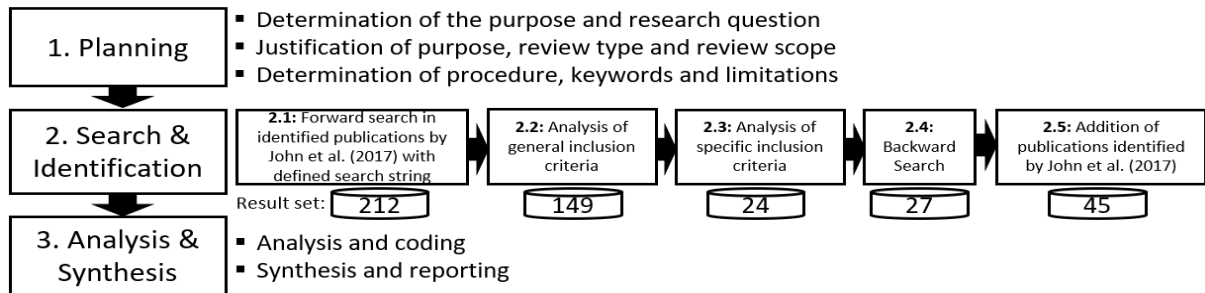 1. Planning
▪ Determination of the purpose and research question
▪ Justification of purpose, review type and review scope
▪ Determination of procedure, keywords and limitations
2. Search &
Identification
2.1: Forward search in
identified publications by
John et al. (2017) with
defined search string
2.2: Analysis of
general inclusion
criteria
2.3: Analysis of
specific inclusion
criteria
2.4:
Backward
Search
2.5: Addition of
publications identified
by John et al. (2017)
Result set: 212 149 24 27 45
3. Analysis &
Synthesis
▪ Analysis and coding
▪ Synthesis and reporting